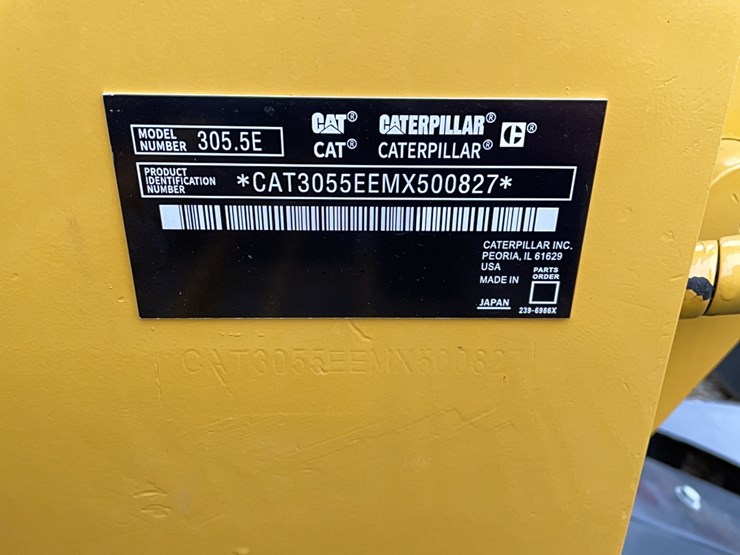 CAT® CATERPILLAR® C®
MODEL NUMBER 305.5E
CAT® CATERPILLAR®
PRODUCT IDENTIFICATION NUMBER *CAT3055EEMX500827*
CATERPILLAR INC.
PEORIA, IL 61629
USA
MADE IN
JAPAN
PARTS ORDER
239-6986X
CAT3055EEMX500827